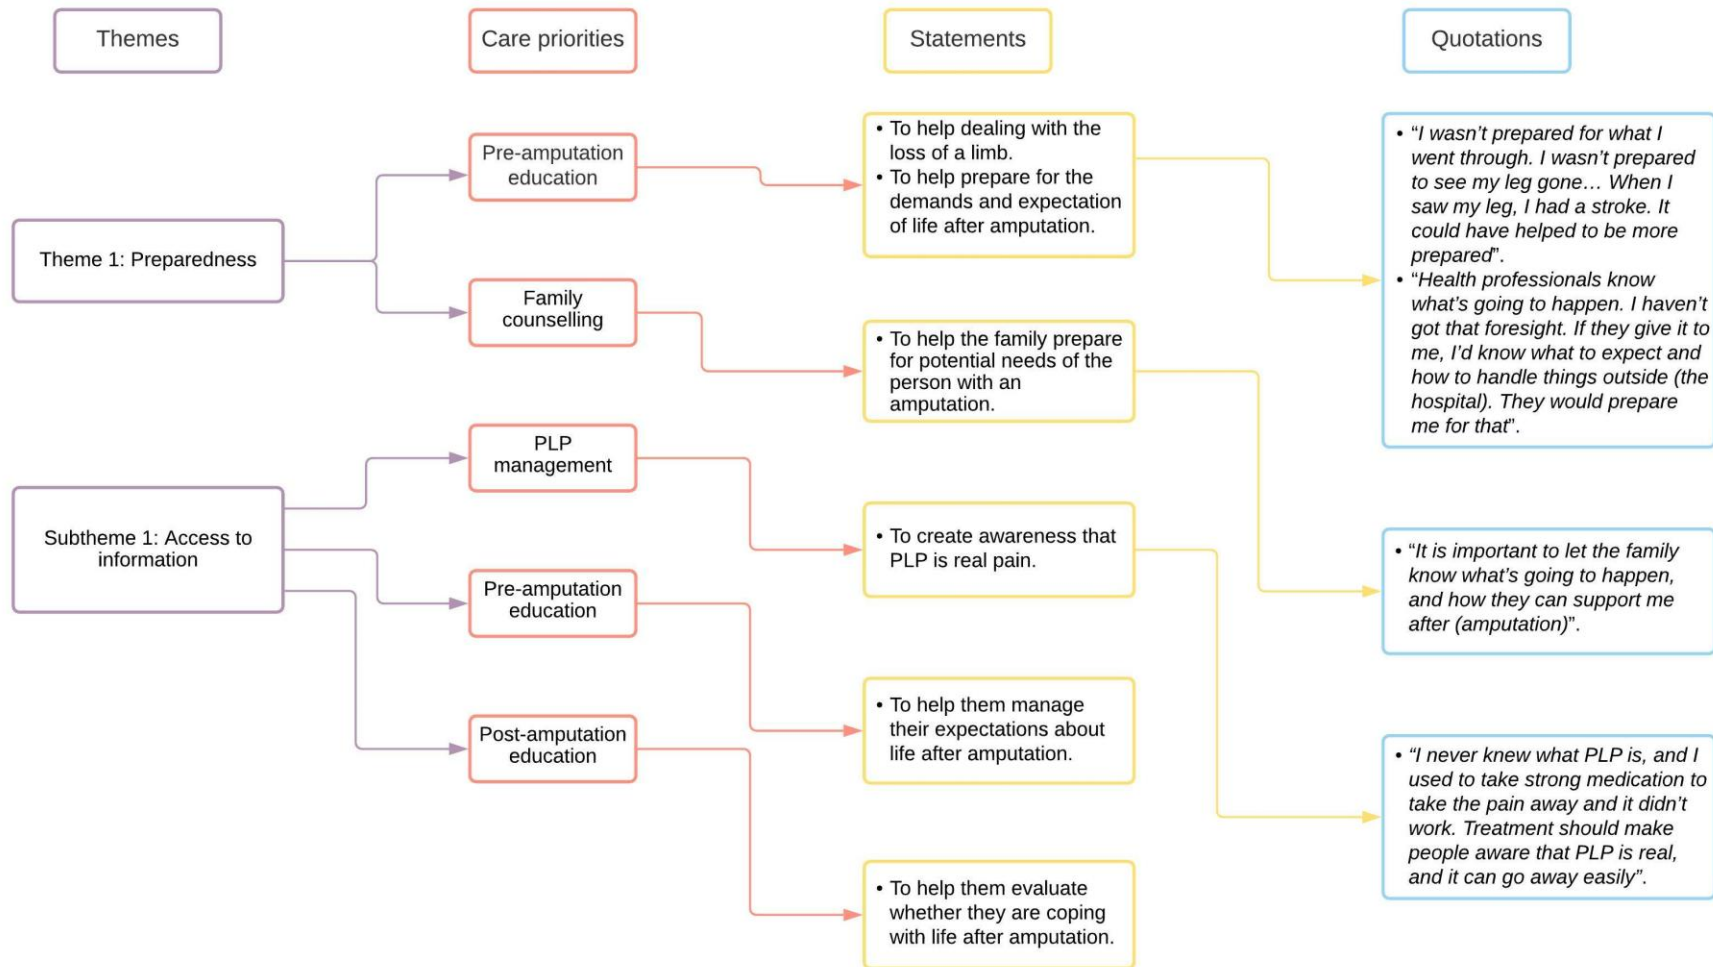 Themes
Care priorities
Statements
Quotations
Theme 1: Preparedness
Subtheme 1: Access to
information
Pre-amputation
education
Family
counselling
PLP
management
Pre-amputation
education
Post-amputation
education
• To help dealing with the
loss of a limb.
• To help prepare for the
demands and expectation
of life after amputation.
• To help the family prepare
for potential needs of the
person with an
amputation.
• To create awareness that
PLP is real pain.
• To help them manage
their expectations about
life after amputation.
• To help them evaluate
whether they are coping
with life after amputation.
• “I wasn’t prepared for what I
went through. I wasn’t prepared
to see my leg gone… When I
saw my leg, I had a stroke. It
could have helped to be more
prepared”.
• “Health professionals know
what’s going to happen. I haven’t
got that foresight. If they give it to
me, I’d know what to expect and
how to handle things outside (the
hospital). They would prepare
me for that”.
• “It is important to let the family
know what’s going to happen,
and how they can support me
after (amputation)”.
• “I never knew what PLP is, and I
used to take strong medication to
take the pain away and it didn’t
work. Treatment should make
people aware that PLP is real,
and it can go away easily”.